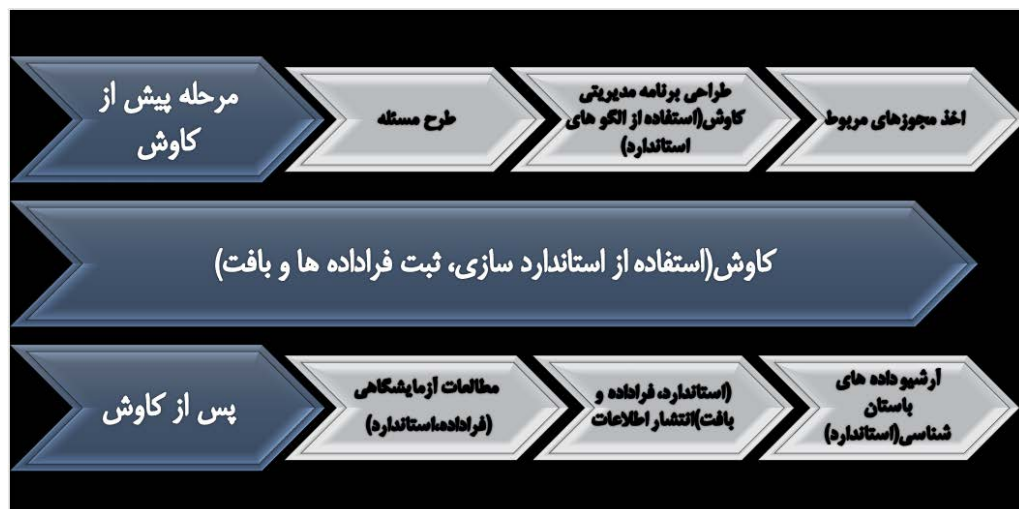 مرحله پیش از
کاوش
طرح مسئله
طراحی برنامه مدیریتی
کاوش(استفاده از الگو های
استاندارد)
اخذ مجوزهای مربوط
کاوش(استفاده از استاندارد سازی، ثبت فراداده ها و بافت)
پس از کاوش
مطالعات آزمایشگاهی
(فراداده،استاندارد)
(استاندارد، فراداده و
بافت)انتشار اطلاعات
آرشیو داده های
باستان
شناسی(استاندارد)